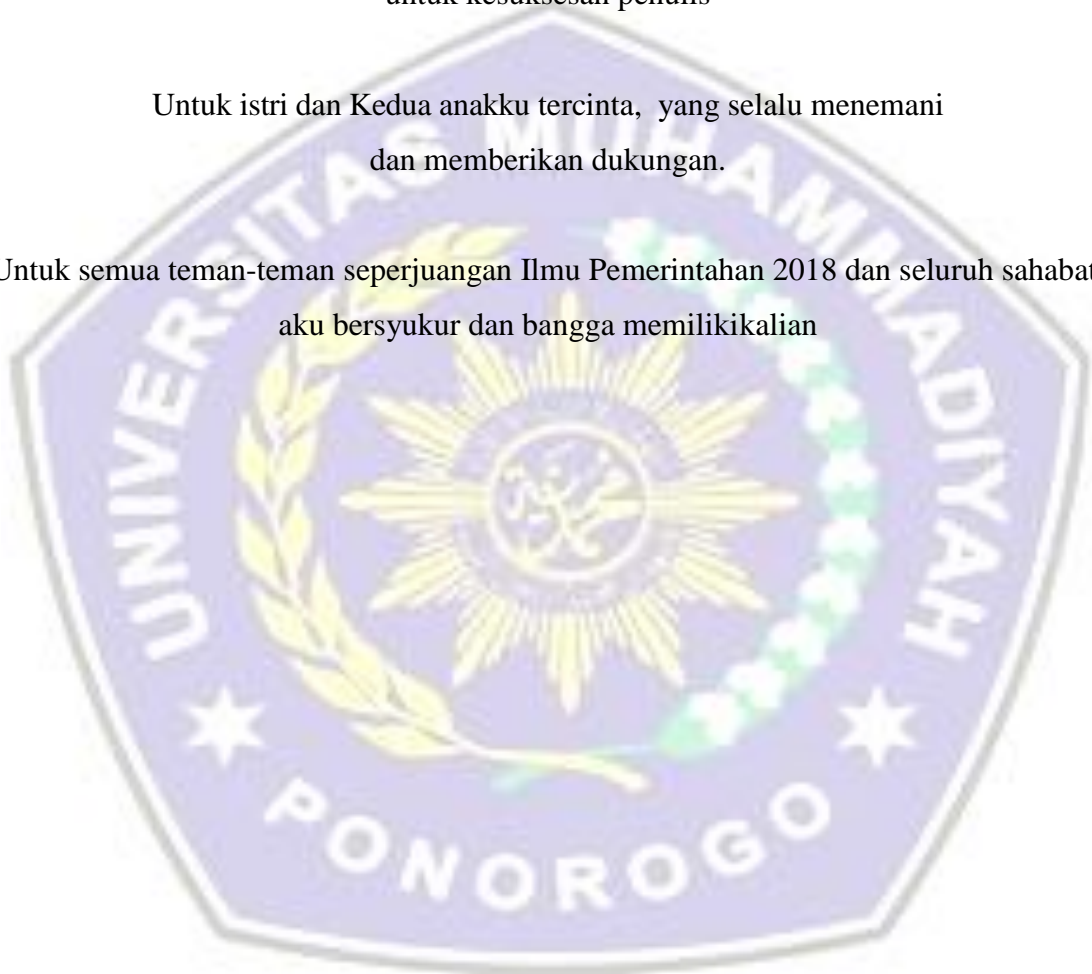 untuk kesuksesan penulis
Untuk istri dan Kedua anakku tercinta, yang selalu menemani
dan memberikan dukungan.
Untuk semua teman-teman seperjuangan Ilmu Pemerintahan 2018 dan seluruh sahabat
aku bersyukur dan bangga memilikikalian
UNIVERSITAS MUHAMMADIYAH
PONOROGO